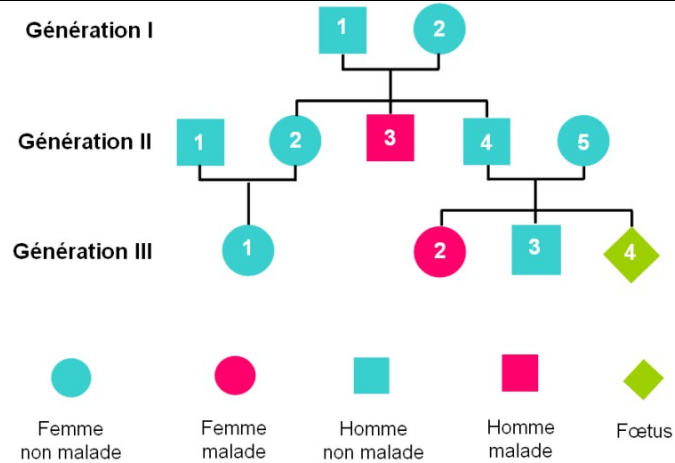 Génération I
1 2
Génération II
1 2 3 4 5
Génération III
1 2 3 4
Femme
non malade
Femme
malade
Homme
non malade
Homme
malade
Fœtus